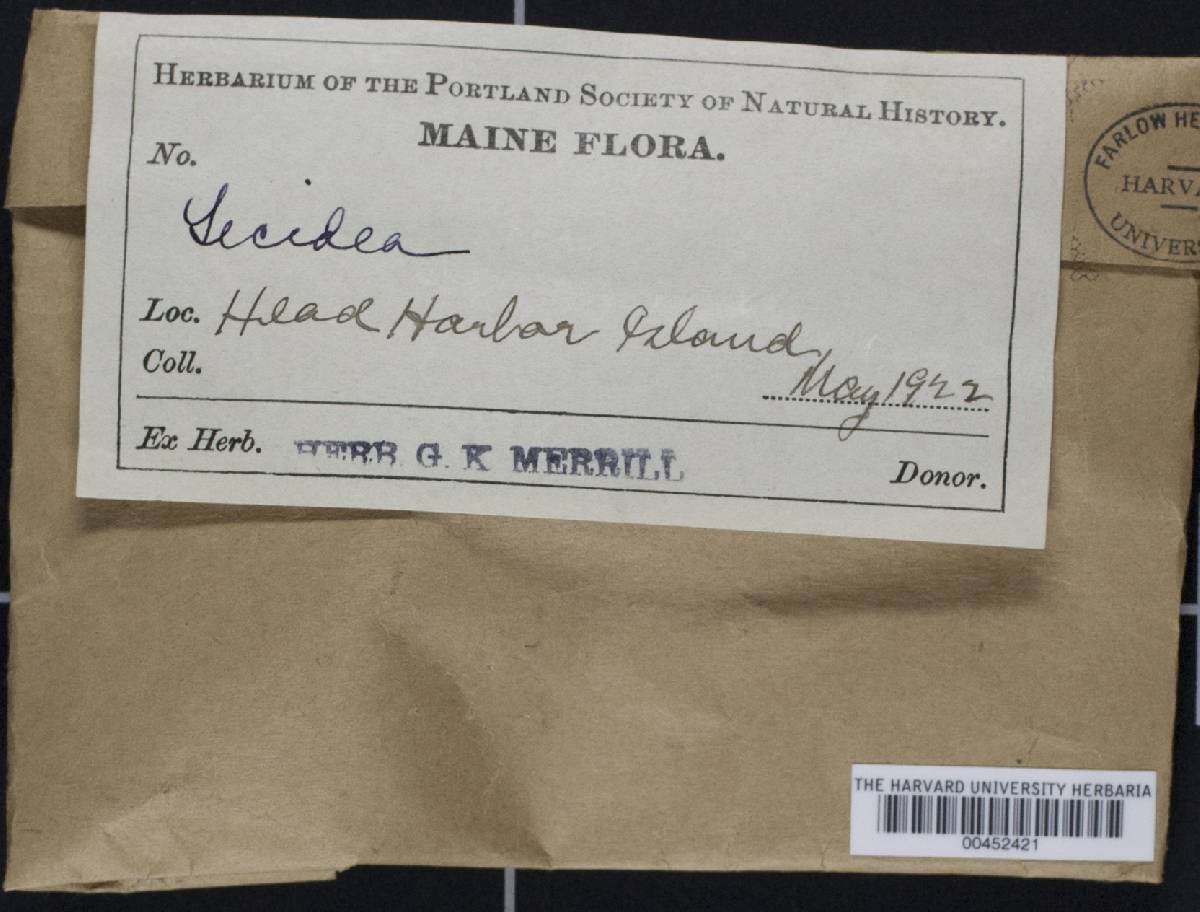 HERBARIUM OF THE PORTLAND SOCIETY OF NATURAL HISTORY.
MAINE FLORA.
No.
Lecidea
Loc. Head Harbor Island
Coll. May 1922
Ex Herb. HERB. G. K. MERRILL Donor.
FARLOW HE
HARVA
UNIVERS
THE HARVARD UNIVERSITY HERBARIA
00452421